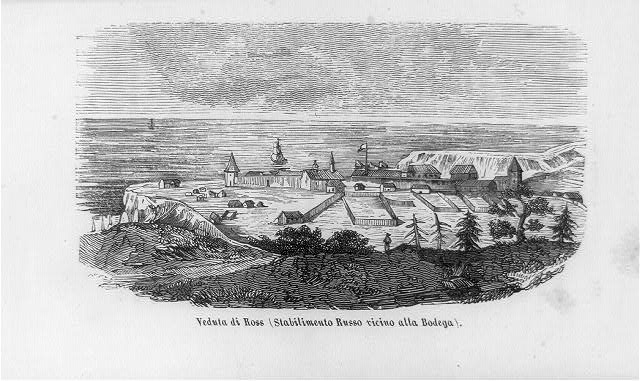 Veduta di Ross (Stabilimento Russo vicino alla Bodega).